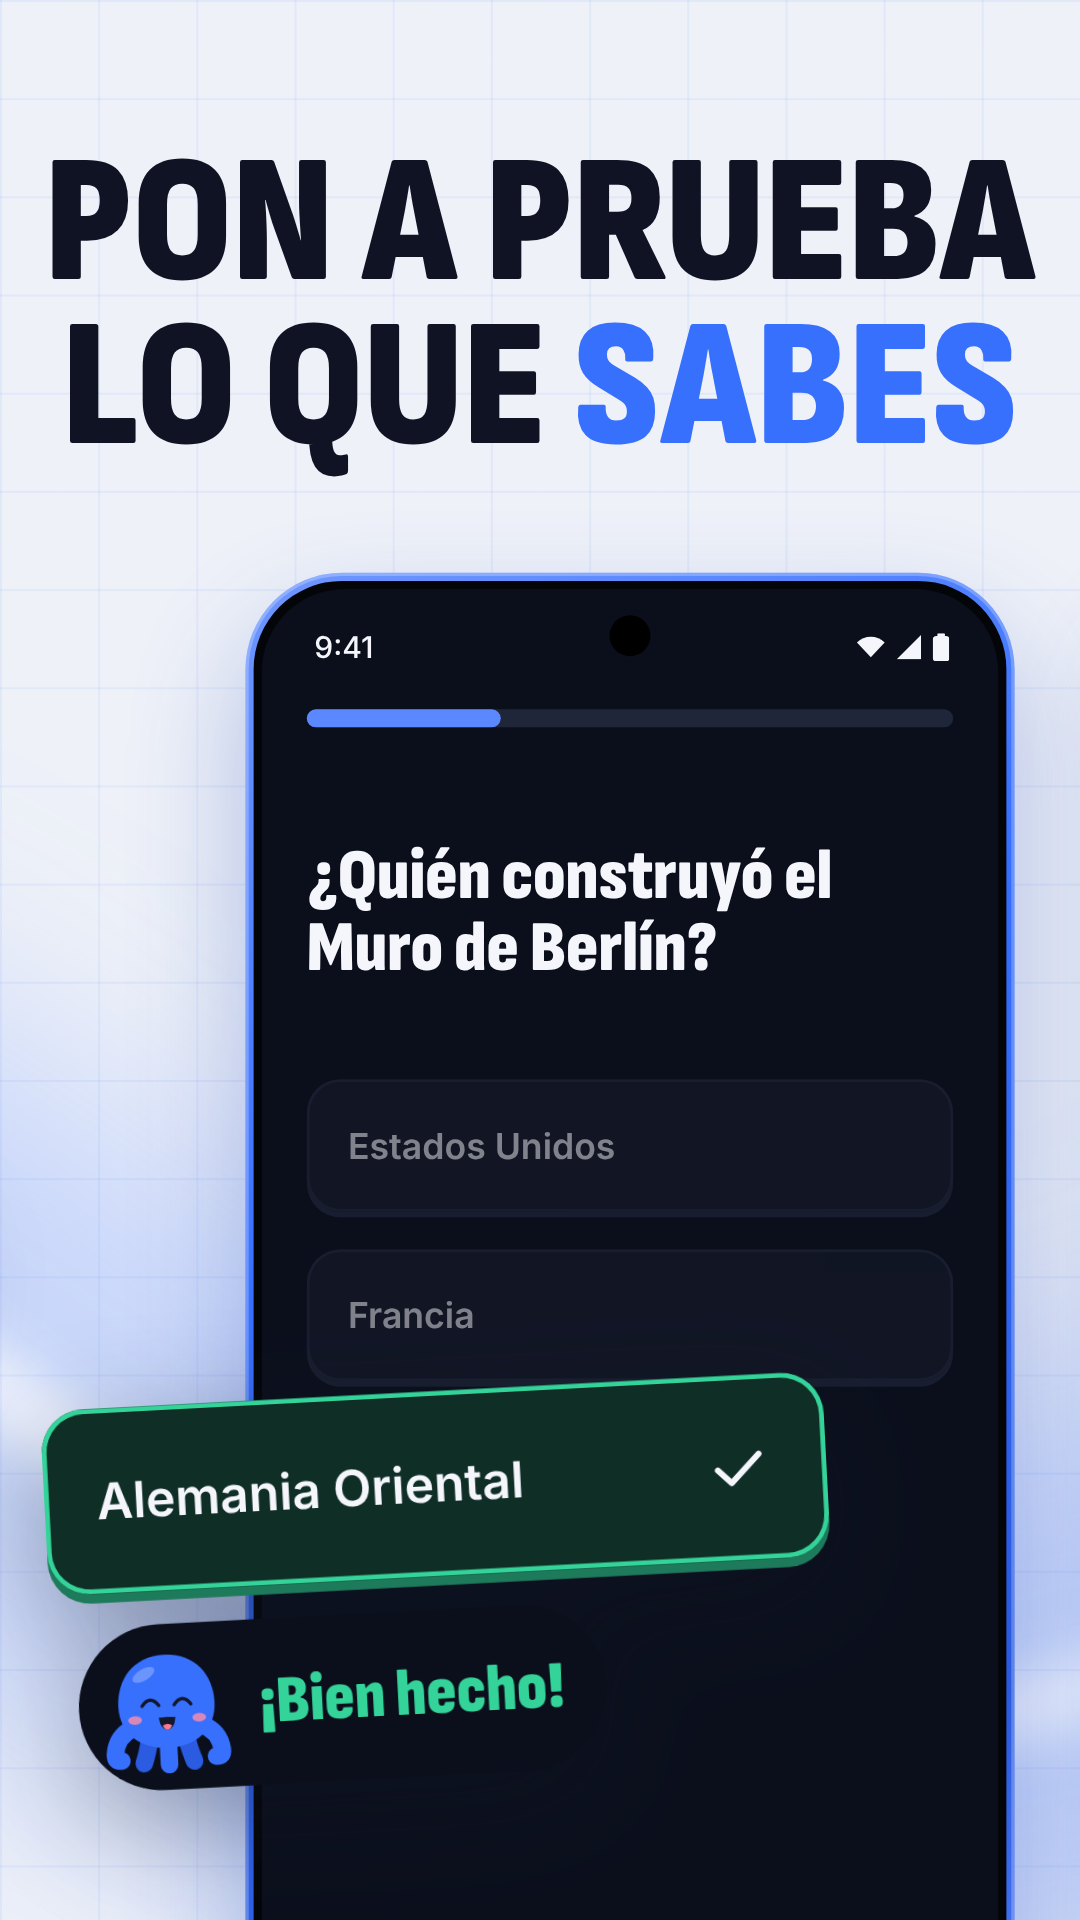 PON A PRUEBA
LO QUE SABES
9:41
¿Quién construyó el
Muro de Berlín?
Estados Unidos
Francia
Alemania Oriental
¡Bien hecho!